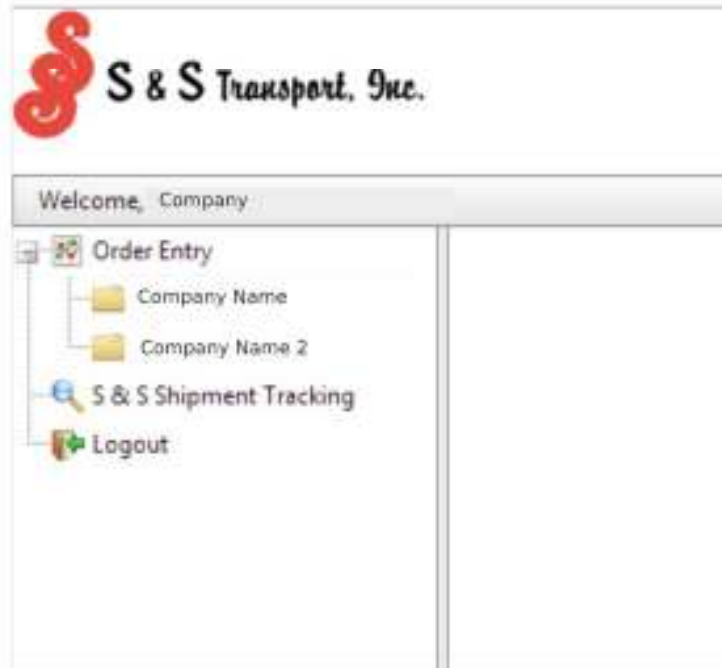 S & S Transport, Inc.
Welcome, Company
Order Entry
Company Name
Company Name 2
S & S Shipment Tracking
Logout